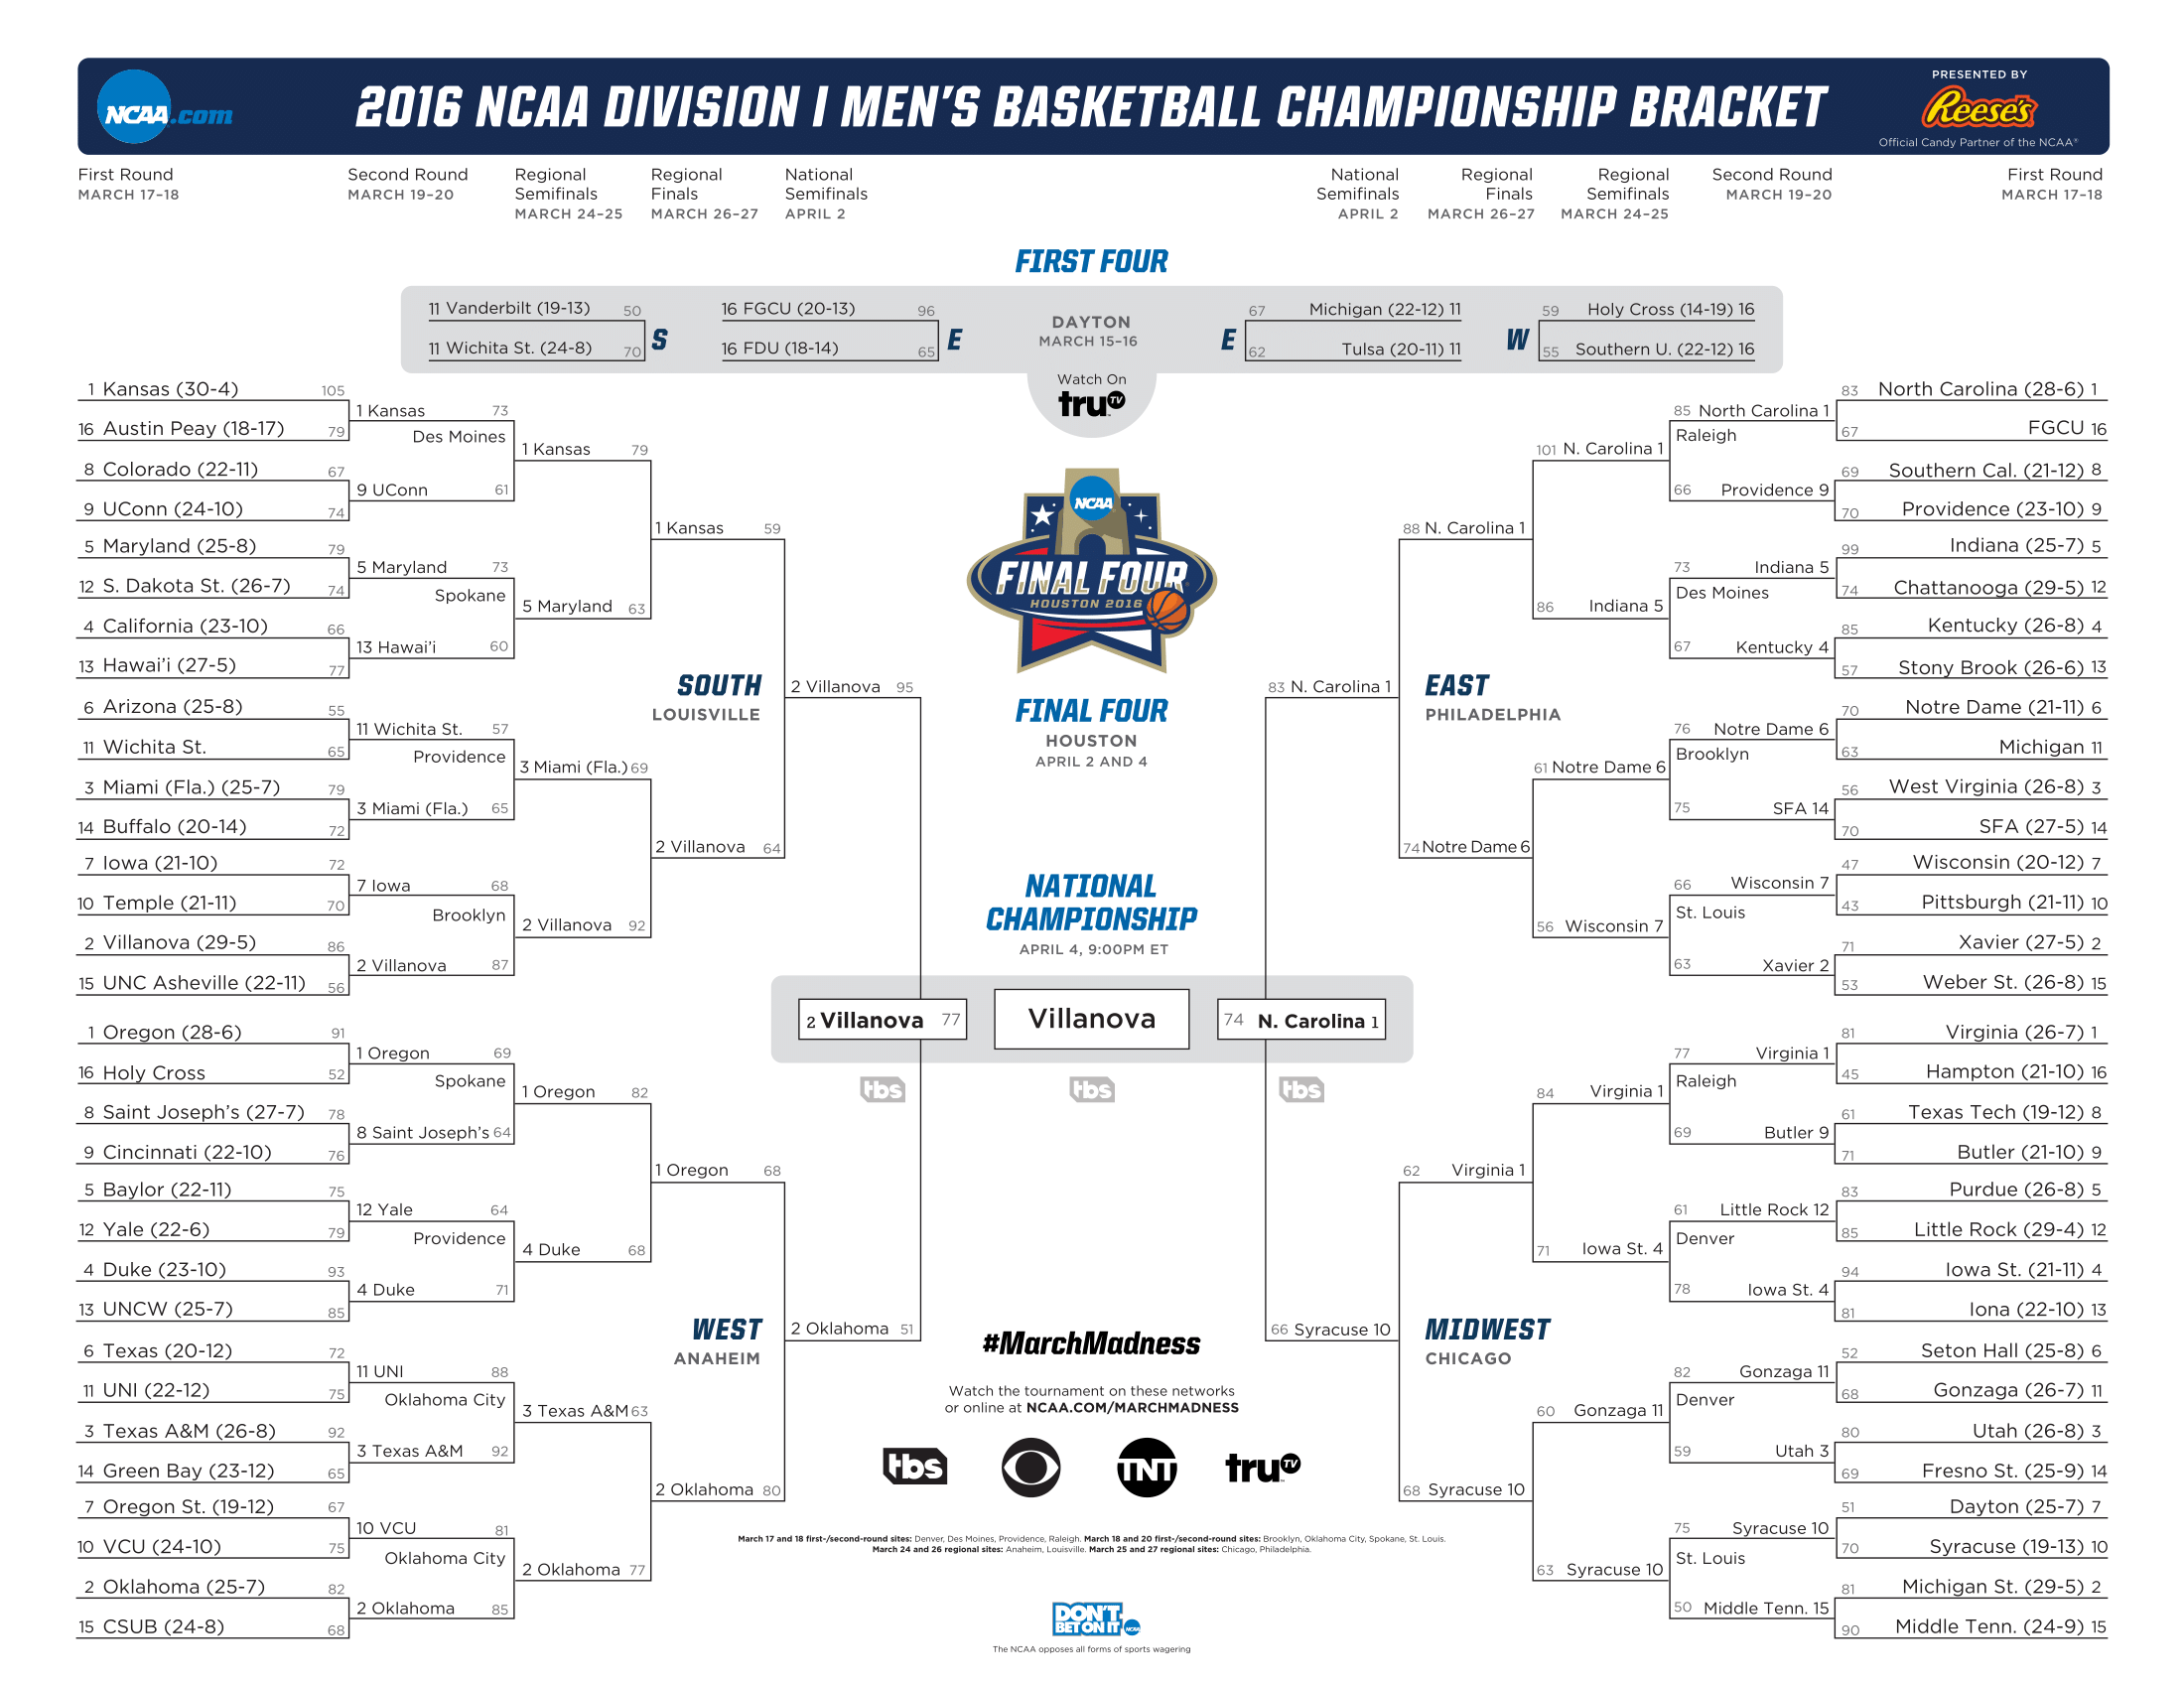 NCAA.com
2016 NCAA DIVISION I MEN'S BASKETBALL CHAMPIONSHIP BRACKET
PRESENTED BY
REESE'S
Official Candy Partner of the NCAA®
First Round
MARCH 17–18
Second Round
MARCH 19–20
Regional
Semifinals
MARCH 24–25
Regional
Finals
MARCH 26–27
National
Semifinals
APRIL 2
National
Semifinals
APRIL 2
Regional
Finals
MARCH 26–27
Regional
Semifinals
MARCH 24–25
Second Round
MARCH 19–20
First Round
MARCH 17–18
FIRST FOUR
11 Vanderbilt (19-13) 50
11 Wichita St. (24-8) 70
S
16 FGCU (20-13) 96
16 FDU (18-14) 65
E
DAYTON
MARCH 15–16
E
67 Michigan (22-12) 11
62 Tulsa (20-11) 11
W
59 Holy Cross (14-19) 16
55 Southern U. (22-12) 16
Watch On
truTV
1 Kansas (30-4) 105
16 Austin Peay (18-17) 79
8 Colorado (22-11) 67
9 UConn (24-10) 74
5 Maryland (25-8) 79
12 S. Dakota St. (26-7) 74
4 California (23-10) 66
13 Hawai'i (27-5) 77
6 Arizona (25-8) 55
11 Wichita St. 65
3 Miami (Fla.) (25-7) 79
14 Buffalo (20-14) 72
7 Iowa (21-10) 72
10 Temple (21-11) 70
2 Villanova (29-5) 86
15 UNC Asheville (22-11) 56
1 Kansas 73
Des Moines
9 UConn 61
5 Maryland 73
Spokane
13 Hawai'i 60
11 Wichita St. 57
Providence
3 Miami (Fla.) 65
7 Iowa 68
Brooklyn
2 Villanova 87
1 Kansas 79
5 Maryland 63
3 Miami (Fla.) 69
2 Villanova 92
1 Kansas 59
2 Villanova 64
SOUTH
LOUISVILLE
2 Villanova 95
1 Oregon (28-6) 91
16 Holy Cross 52
8 Saint Joseph's (27-7) 78
9 Cincinnati (22-10) 76
5 Baylor (22-11) 75
12 Yale (22-6) 79
4 Duke (23-10) 93
13 UNCW (25-7) 85
6 Texas (20-12) 72
11 UNI (22-12) 75
3 Texas A&M (26-8) 92
14 Green Bay (23-12) 65
7 Oregon St. (19-12) 67
10 VCU (24-10) 75
2 Oklahoma (25-7) 82
15 CSUB (24-8) 68
1 Oregon 69
Spokane
8 Saint Joseph's 64
12 Yale 64
Providence
4 Duke 71
11 UNI 88
Oklahoma City
3 Texas A&M 92
10 VCU 81
Oklahoma City
2 Oklahoma 85
1 Oregon 82
4 Duke 68
3 Texas A&M 63
2 Oklahoma 77
1 Oregon 68
2 Oklahoma 80
WEST
ANAHEIM
2 Oklahoma 51
NCAA
FINAL FOUR
HOUSTON 2016
FINAL FOUR
HOUSTON
APRIL 2 AND 4
NATIONAL
CHAMPIONSHIP
APRIL 4, 9:00PM ET
2 Villanova 77
Villanova
74 N. Carolina 1
tbs
tbs
tbs
83 North Carolina (28-6) 1
67 FGCU 16
69 Southern Cal. (21-12) 8
70 Providence (23-10) 9
99 Indiana (25-7) 5
74 Chattanooga (29-5) 12
85 Kentucky (26-8) 4
57 Stony Brook (26-6) 13
70 Notre Dame (21-11) 6
63 Michigan 11
56 West Virginia (26-8) 3
70 SFA (27-5) 14
47 Wisconsin (20-12) 7
43 Pittsburgh (21-11) 10
71 Xavier (27-5) 2
53 Weber St. (26-8) 15
85 North Carolina 1
Raleigh
66 Providence 9
73 Indiana 5
Des Moines
67 Kentucky 4
76 Notre Dame 6
Brooklyn
75 SFA 14
66 Wisconsin 7
St. Louis
63 Xavier 2
101 N. Carolina 1
86 Indiana 5
61 Notre Dame 6
56 Wisconsin 7
88 N. Carolina 1
74 Notre Dame 6
EAST
PHILADELPHIA
83 N. Carolina 1
81 Virginia (26-7) 1
45 Hampton (21-10) 16
61 Texas Tech (19-12) 8
71 Butler (21-10) 9
83 Purdue (26-8) 5
85 Little Rock (29-4) 12
94 Iowa St. (21-11) 4
81 Iona (22-10) 13
52 Seton Hall (25-8) 6
68 Gonzaga (26-7) 11
80 Utah (26-8) 3
69 Fresno St. (25-9) 14
51 Dayton (25-7) 7
70 Syracuse (19-13) 10
81 Michigan St. (29-5) 2
90 Middle Tenn. (24-9) 15
77 Virginia 1
Raleigh
69 Butler 9
61 Little Rock 12
Denver
78 Iowa St. 4
82 Gonzaga 11
Denver
59 Utah 3
75 Syracuse 10
St. Louis
50 Middle Tenn. 15
84 Virginia 1
71 Iowa St. 4
60 Gonzaga 11
63 Syracuse 10
62 Virginia 1
68 Syracuse 10
MIDWEST
CHICAGO
66 Syracuse 10
#MarchMadness
Watch the tournament on these networks
or online at NCAA.COM/MARCHMADNESS
tbs TNT truTV
March 17 and 18 first-/second-round sites: Denver, Des Moines, Providence, Raleigh. March 18 and 20 first-/second-round sites: Brooklyn, Oklahoma City, Spokane, St. Louis.
March 24 and 26 regional sites: Anaheim, Louisville. March 25 and 27 regional sites: Chicago, Philadelphia.
DON'T
BET ON IT NCAA
The NCAA opposes all forms of sports wagering